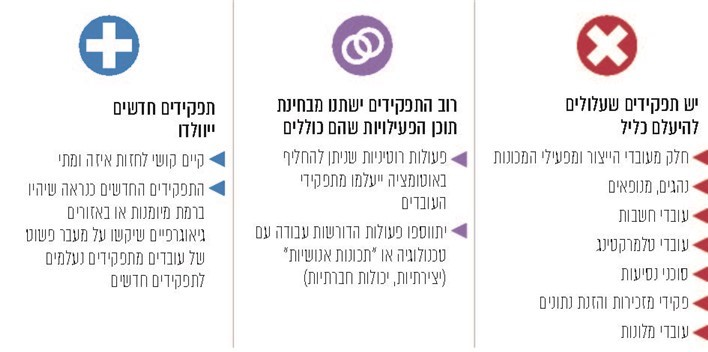 יש תפקידים שעלולים
להיעלם כליל
חלק מעובדי הייצור ומפעילי המכונות
נהגים, מנופאים
עובדי חשבות
עובדי טלמרקטינג
סוכני נסיעות
פקידי מזכירות והזנת נתונים
עובדי מלונות
רוב התפקידים ישתנו מבחינת
תוכן הפעילויות שהם כוללים
פעולות רוטיניות שניתן להחליף
באוטומציה ייעלמו מתפקידי
העובדים
יתווספו פעולות הדורשות עבודה עם
טכנולוגיה או "תכונות אנושיות"
(יצירתיות, יכולות חברתיות)
תפקידים חדשים
ייוולדו
קיים קושי לחזות איזה ומתי
התפקידים החדשים כנראה שיהיו
ברמת מיומנות או באזורים
גיאוגרפיים שיקשו על מעבר פשוט
של עובדים מתפקידים נעלמים
לתפקידים חדשים